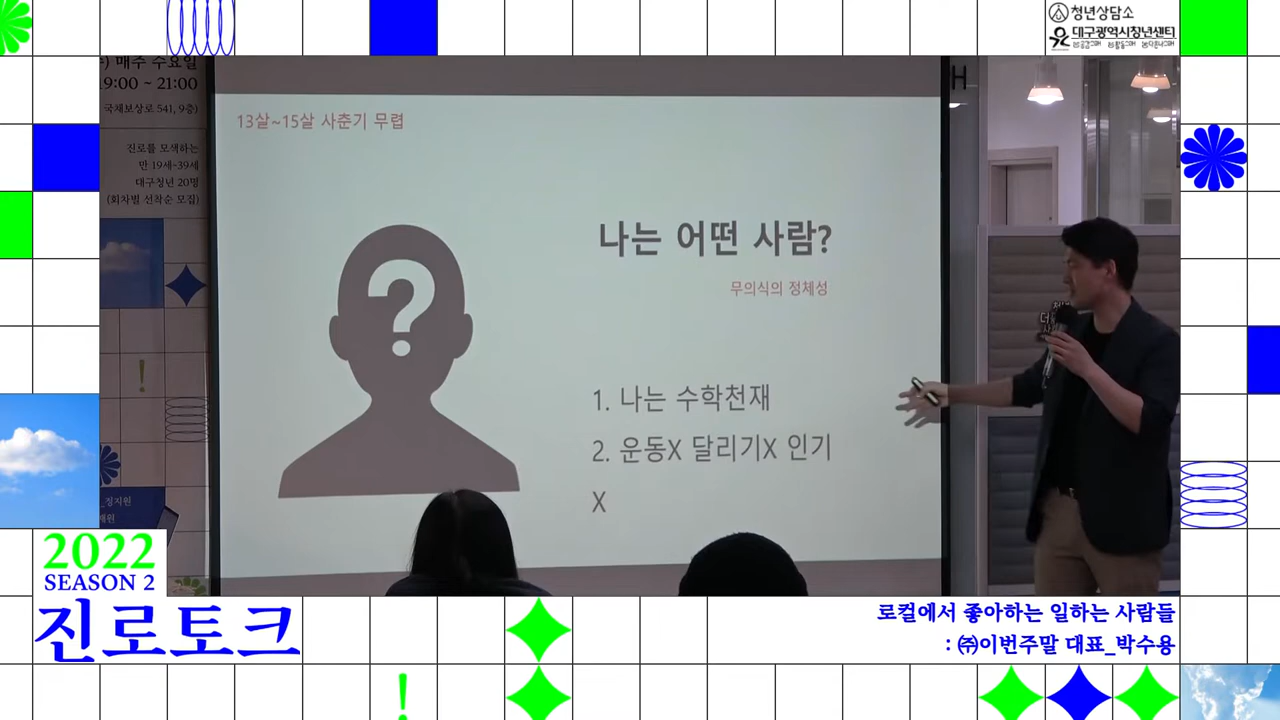 청년상담소
대구광역시청년센터
매주 수요일
19:00 ~ 21:00
국채보상로 541, 9층)
진로를 모색하는
만 19세~39세
대구청년 20명
(회차별 선착순 모집)
정지원
13살~15살 사춘기 무렵
나는 어떤 사람?
무의식의 정체성
?
1. 나는 수학천재
2. 운동X 달리기X 인기
X
H
!
2022
SEASON 2
진로토크
로컬에서 좋아하는 일하는 사람들
: ㈜이번주말 대표_박수용
!